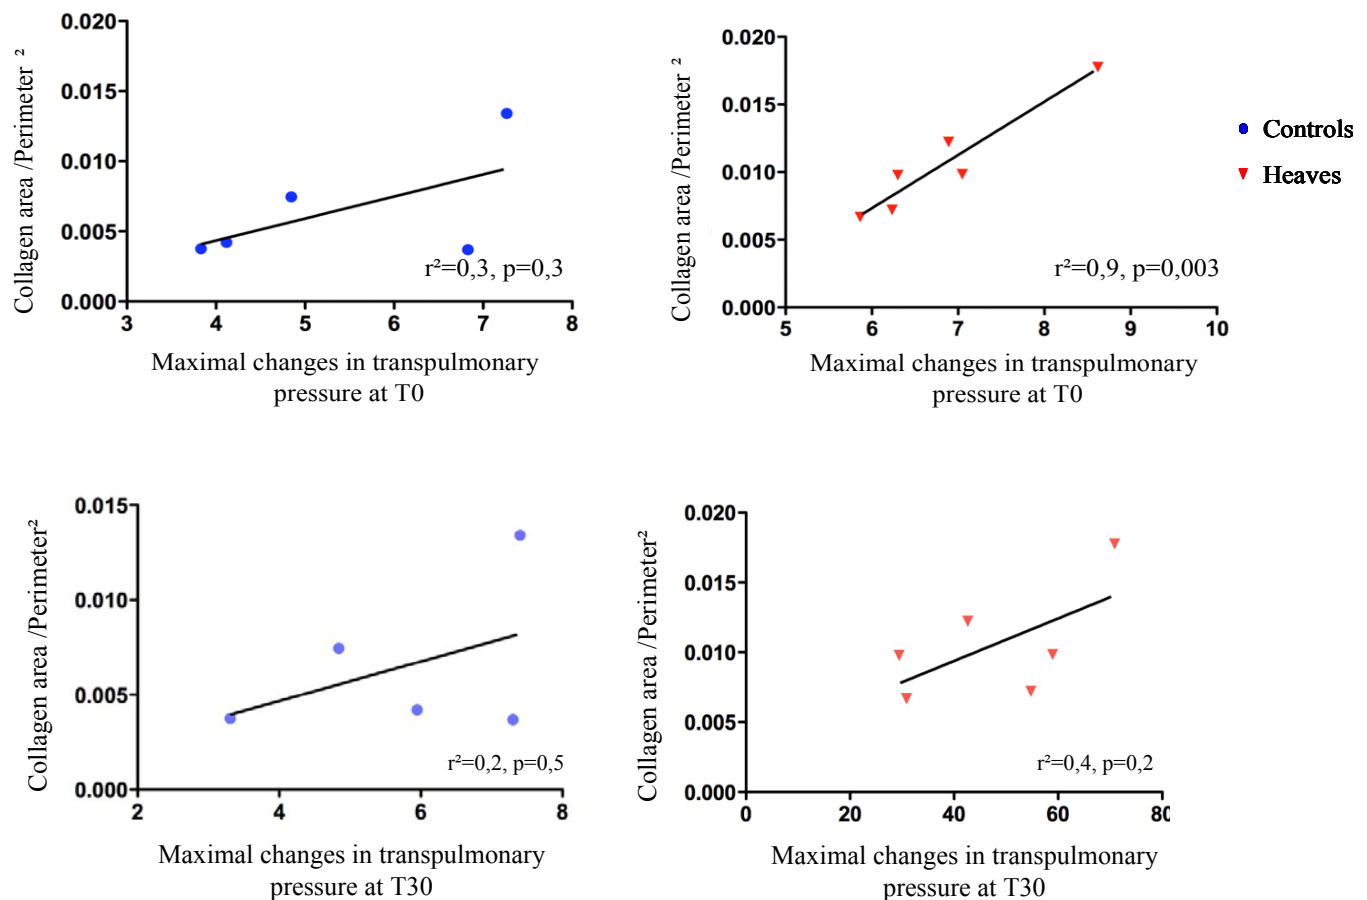 Collagen area /Perimeter ²
0.020
0.015
0.010
0.005
0.000
3 4 5 6 7 8
r²=0,3, p=0,3
Maximal changes in transpulmonary
pressure at T0
Collagen area /Perimeter ²
0.020
0.015
0.010
0.005
0.000
5 6 7 8 9 10
r²=0,9, p=0,003
Maximal changes in transpulmonary
pressure at T0
Controls
Heaves
Collagen area /Perimeter²
0.015
0.010
0.005
0.000
2 4 6 8
r²=0,2, p=0,5
Maximal changes in transpulmonary
pressure at T30
Collagen area /Perimeter²
0.020
0.015
0.010
0.005
0.000
0 20 40 60 80
r²=0,4, p=0,2
Maximal changes in transpulmonary
pressure at T30